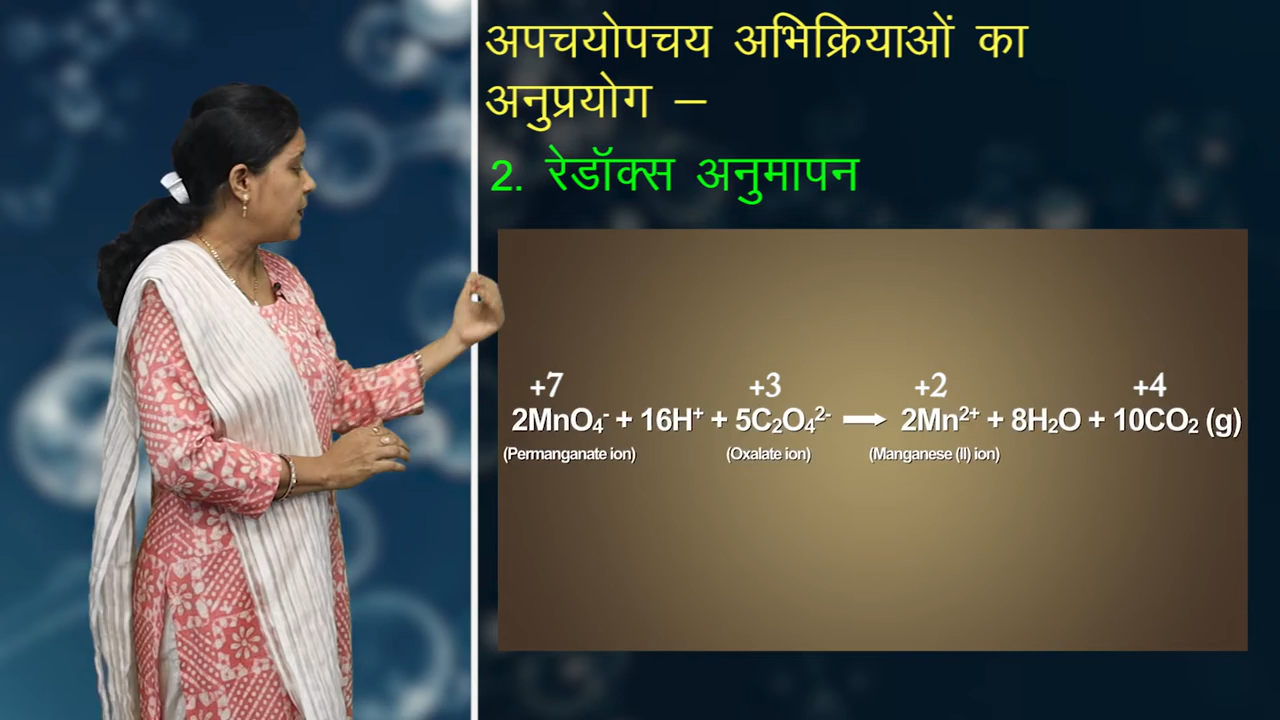 अपचयोपचय अभिक्रियाओं का
अनुप्रयोग –
2. रेडॉक्स अनुमापन
+7 +3 +2 +4
2MnO₄⁻ + 16H⁺ + 5C₂O₄²⁻ ➡ 2Mn²⁺ + 8H₂O + 10CO₂ (g)
(Permanganate ion) (Oxalate ion) (Manganese (II) ion)